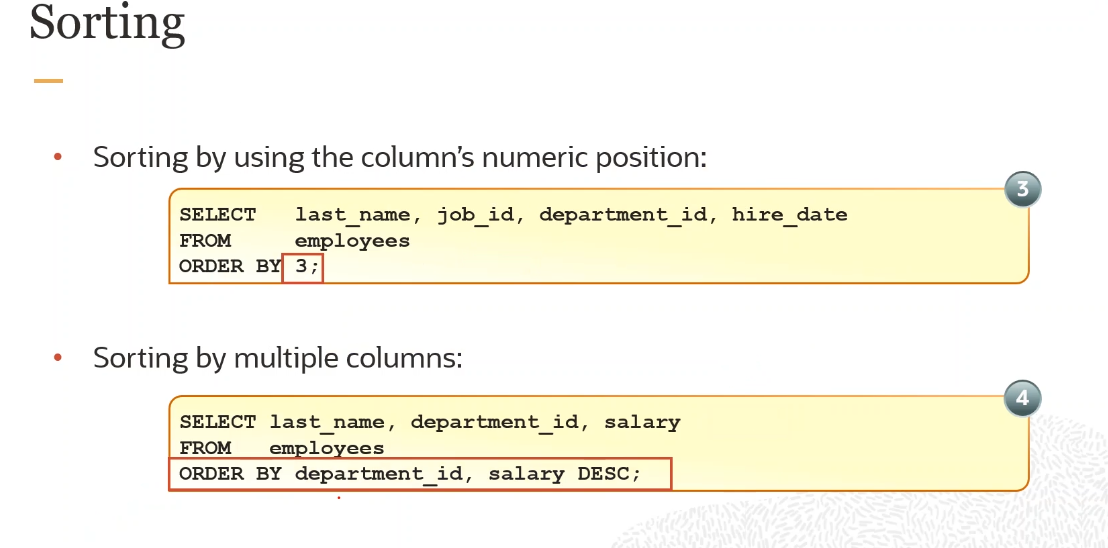 Sorting
• Sorting by using the column's numeric position:
3
SELECT   last_name, job_id, department_id, hire_date
FROM     employees
ORDER BY 3;
• Sorting by multiple columns:
4
SELECT last_name, department_id, salary
FROM   employees
ORDER BY department_id, salary DESC;